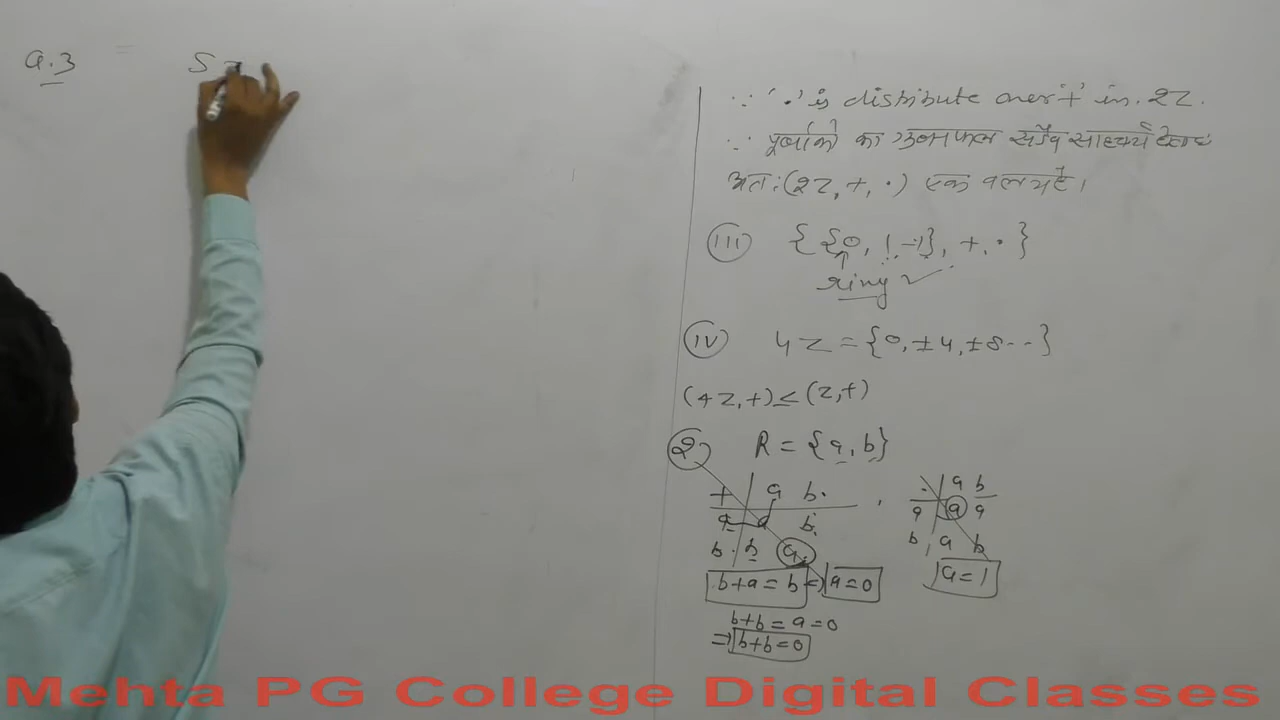 Q.3 S =
∵ '·' is distribute over '+' in. 2Z.
∵ पूर्णांको का गुणनफल सदैव साहचर्य होता है
अतः (2Z, +, ·) एक वलय है।
(iii) { {0, 1, -1}, +, · }
↑
ring ✓
(iv) 4Z = {0, ±4, ±8 ---}
(4Z, +) ≤ (Z, +)
(2) R = {a, b}
+ a b. , · a b
a a b. a a a
b. b a. b, a b
b+a = b ⇒ a=0 a=1
b+b = a = 0
⇒ b+b=0
Mehta PG College Digital Classes